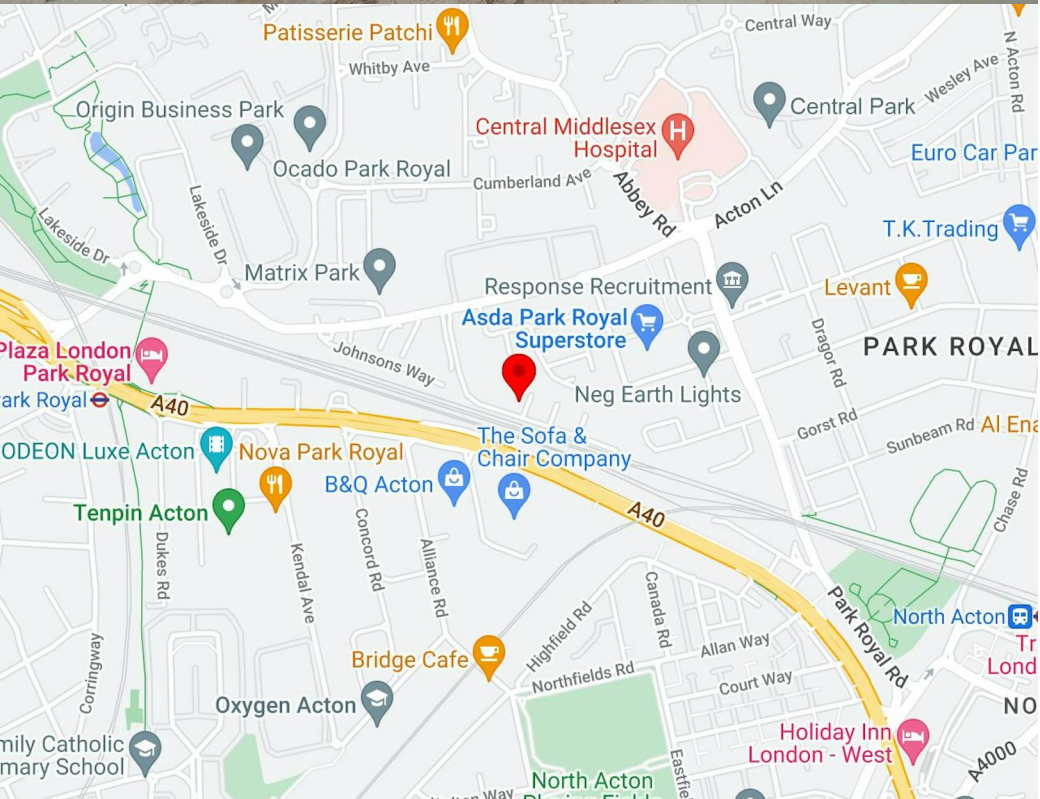 Patisserie Patchi
Central Way
N Acton Rd
Whitby Ave
Wesley Ave
Origin Business Park
Central Park
Central Middlesex
Hospital
H
Ocado Park Royal
Euro Car Par
Cumberland Ave
Abbey Rd
Acton Ln
Lakeside Dr
Lakeside Dr
T.K.Trading
Matrix Park
Response Recruitment
Levant
Asda Park Royal
Superstore
Dragor Rd
PARK ROYAL
Plaza London
Park Royal
Johnsons Way
Neg Earth Lights
ark Royal
A40
Gorst Rd
Sunbeam Rd
Al Ena
The Sofa &
Chair Company
ODEON Luxe Acton
Nova Park Royal
B&Q Acton
Tenpin Acton
A40
Chase Rd
Dukes Rd
Kendal Ave
Concord Rd
Alliance Rd
Canada Rd
Park Royal Rd
North Acton
Tr
Lond
Highfield Rd
Allan Way
Bridge Cafe
Northfields Rd
Court Way
Corringway
Oxygen Acton
NO
Holiday Inn
London - West
mily Catholic
mary School
A4000
North Acton
Eastfie